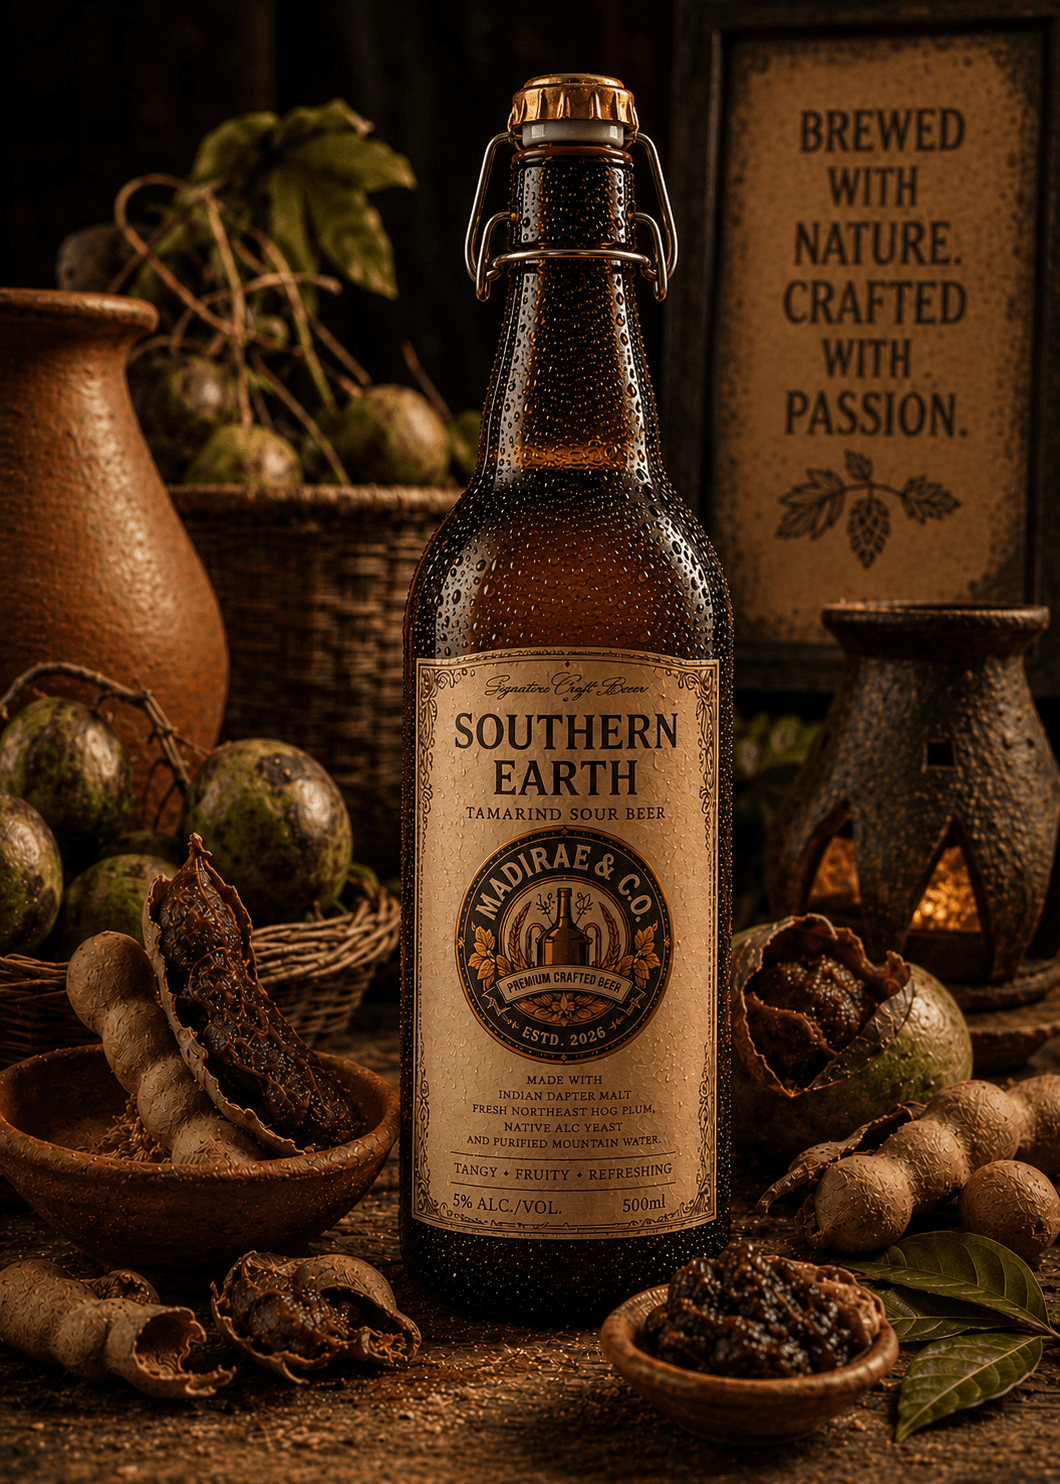 BREWED
WITH
NATURE.
CRAFTED
WITH
PASSION.
Signature Craft Beer
SOUTHERN
EARTH
TAMARIND SOUR BEER
MADIRAE & CO.
PREMIUM CRAFTED BEER
ESTD. 2026
MADE WITH
INDIAN DAPTER MALT
FRESH NORTHEAST HOG PLUM,
NATIVE ALC YEAST
AND PURIFIED MOUNTAIN WATER.
TANGY • FRUITY • REFRESHING
5% ALC./VOL. 500ml